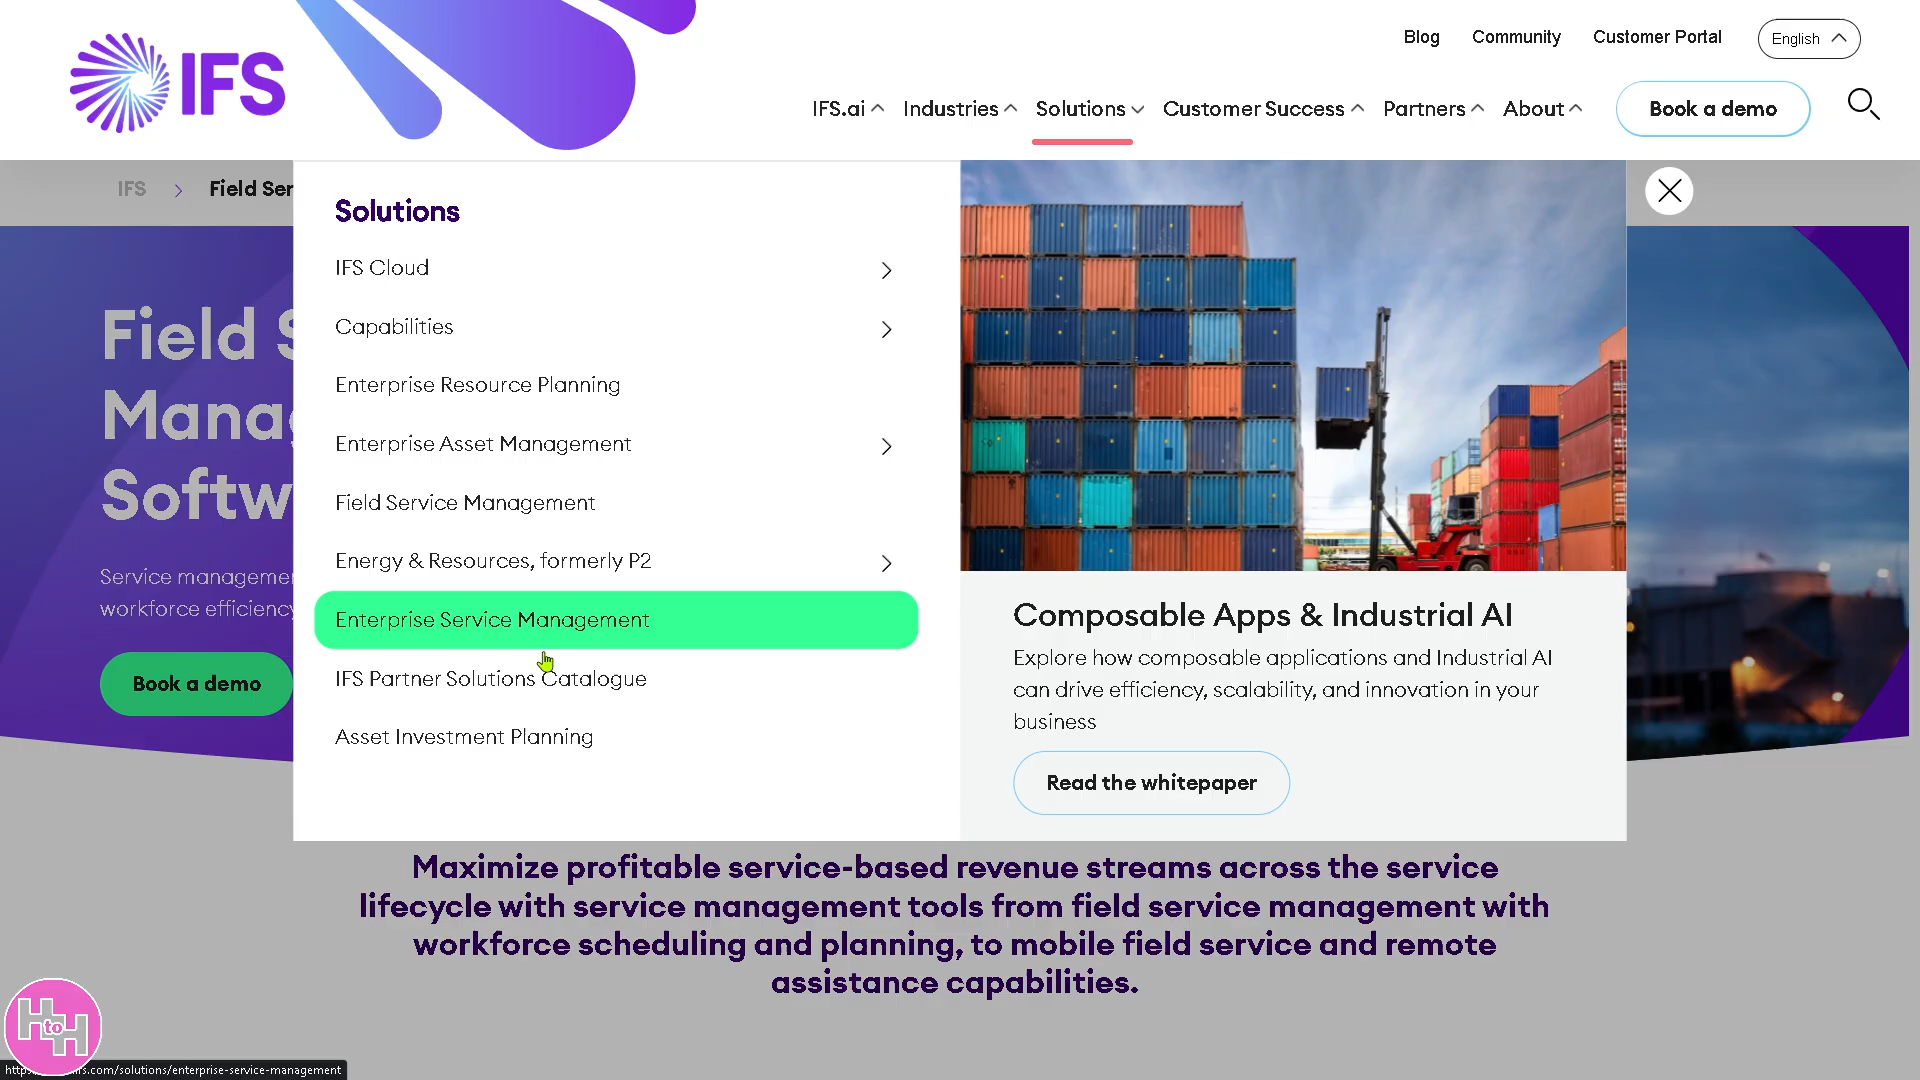 Blog
Community
Customer Portal
English
IFS
IFS.ai
Industries
Solutions
Customer Success
Partners
About
Book a demo
IFS
Field Ser
Solutions
IFS Cloud
Capabilities
Enterprise Resource Planning
Enterprise Asset Management
Field Service Management
Energy & Resources, formerly P2
Enterprise Service Management
IFS Partner Solutions Catalogue
Asset Investment Planning
Field S
Manag
Softw
Service managemen
workforce efficiency
Book a demo
Composable Apps & Industrial AI
Explore how composable applications and Industrial AI
can drive efficiency, scalability, and innovation in your
business
Read the whitepaper
Maximize profitable service-based revenue streams across the service
lifecycle with service management tools from field service management with
workforce scheduling and planning, to mobile field service and remote
assistance capabilities.
H to H
fs.com/solutions/enterprise-service-management